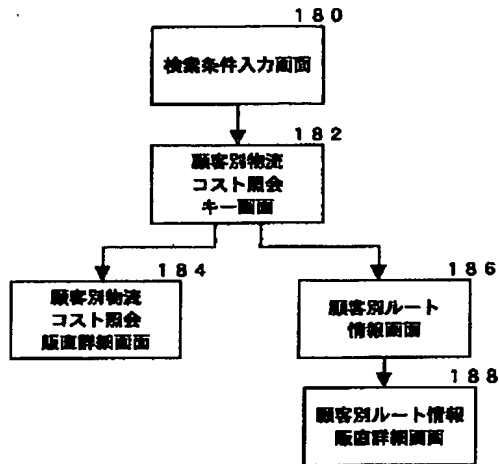 180
検索条件入力画面
182
顧客別物流
コスト照会
キー画面
184
顧客別物流
コスト照会
販直詳細画面
186
顧客別ルート
情報画面
188
顧客別ルート情報
販直詳細画面